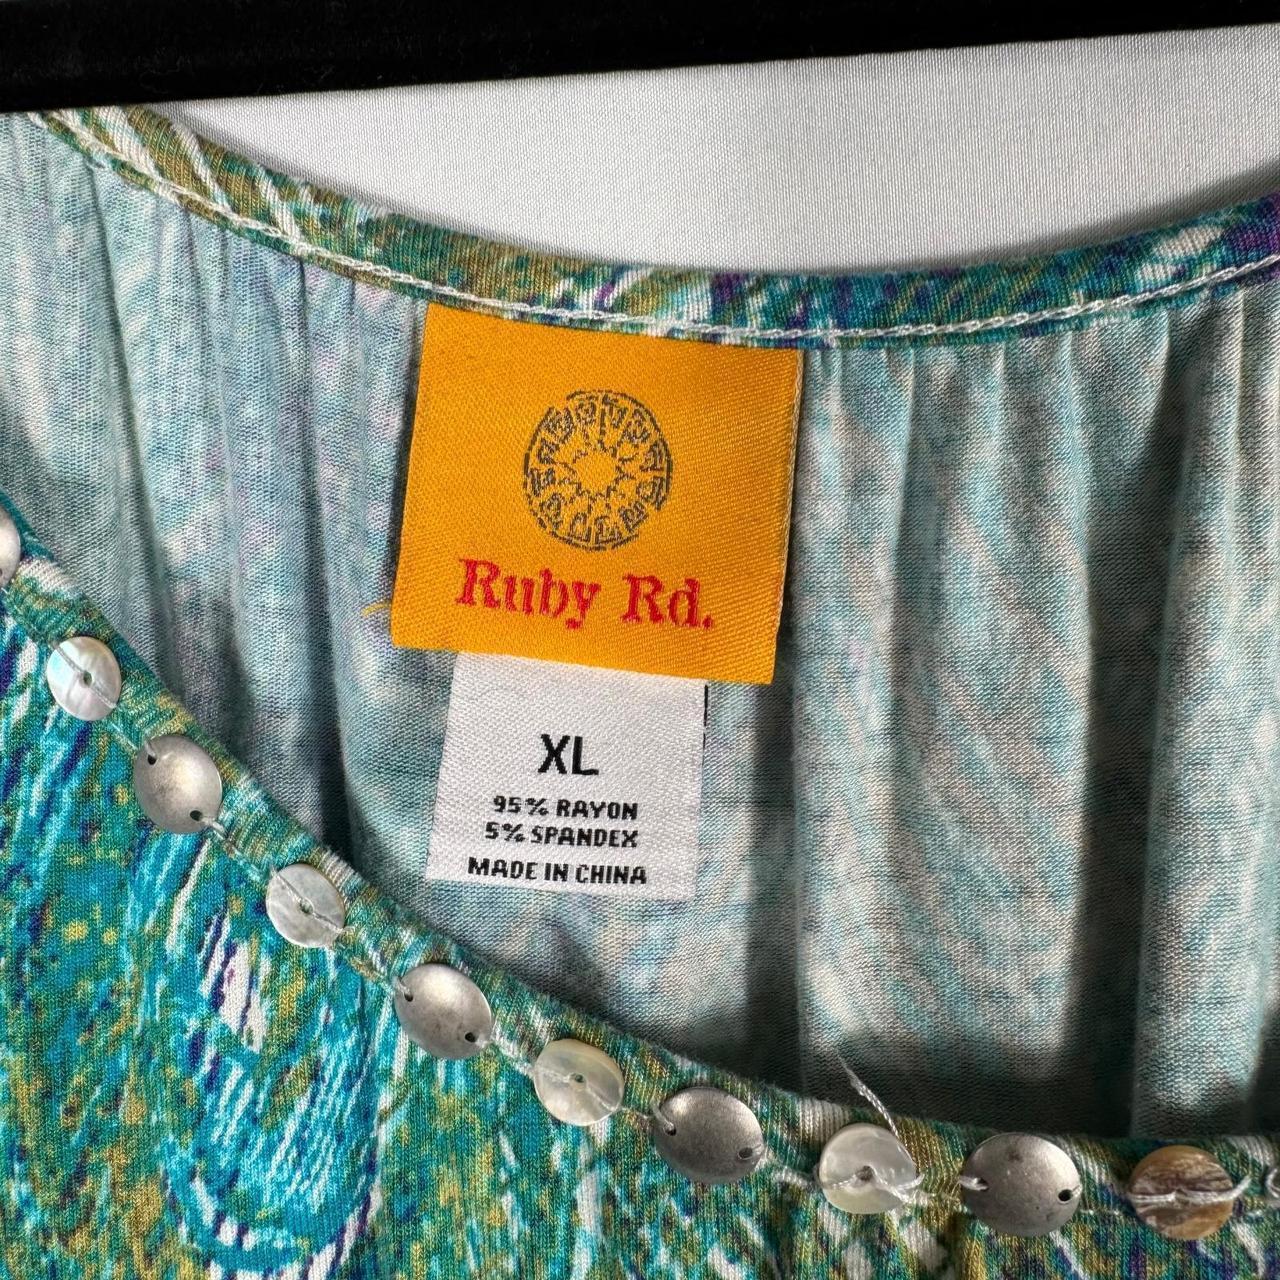 Ruby Rd.
XL
95% RAYON
5% SPANDEX
MADE IN CHINA